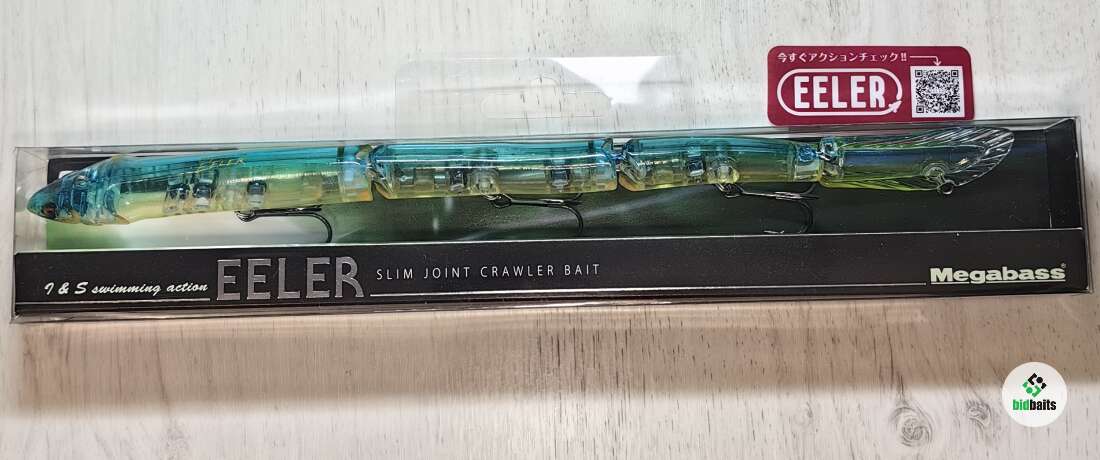 今すぐアクションチェック!!
EELER
EELER
I & S swimming action
EELER
SLIM JOINT CRAWLER BAIT
Megabass®
bidbaits